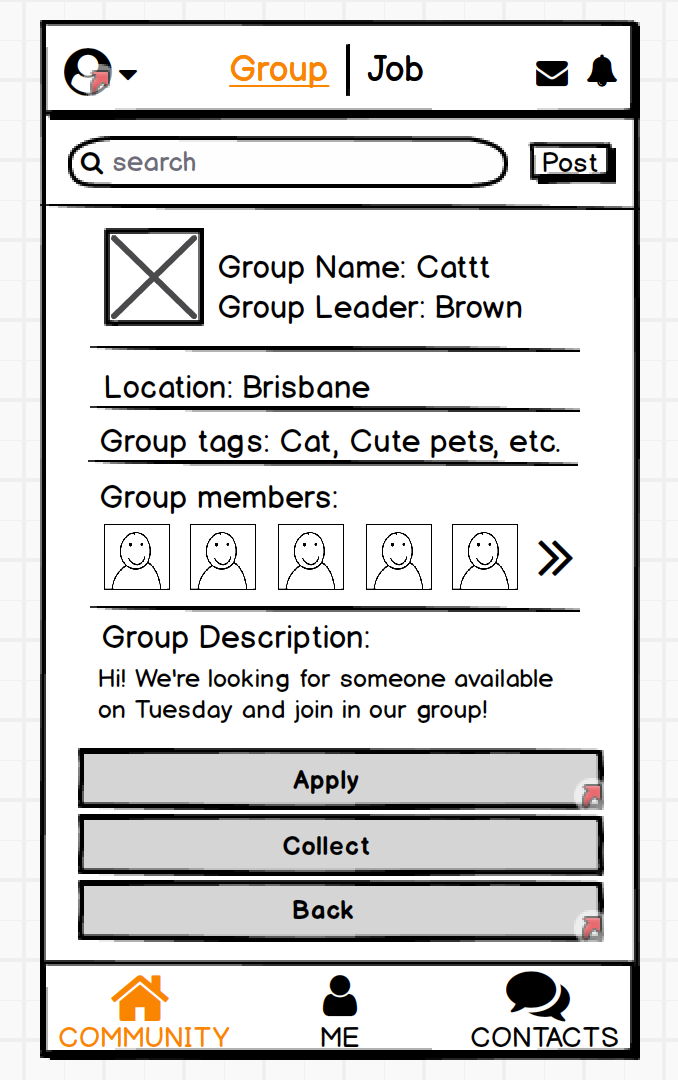 Group | Job
search
Post
Group Name: Cattt
Group Leader: Brown
Location: Brisbane
Group tags: Cat, Cute pets, etc.
Group members:
Group Description:
Hi! We're looking for someone available
on Tuesday and join in our group!
Apply
Collect
Back
COMMUNITY ME CONTACTS